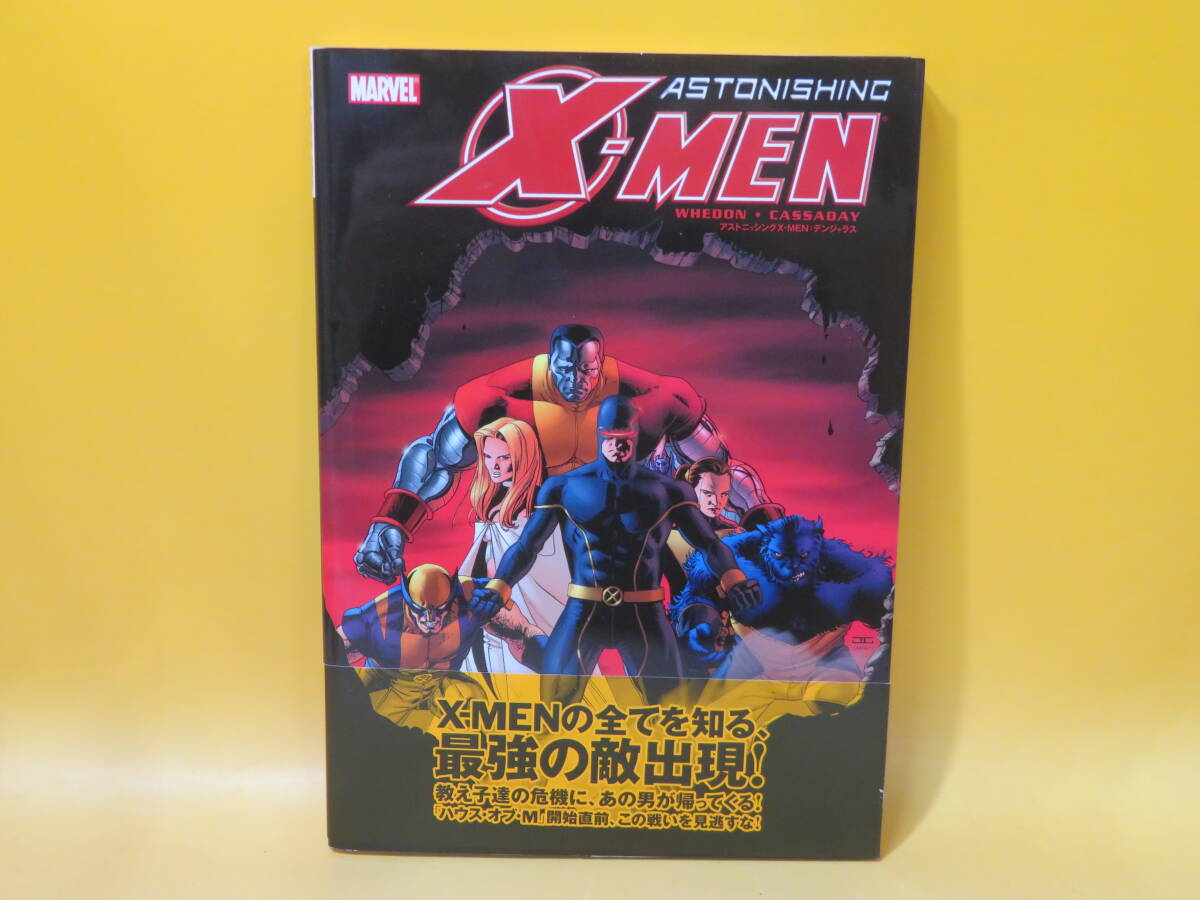 MARVEL
ASTONISHING
X-MEN
WHEDON • CASSADAY
アストニッシングX-MEN：デンジャラス
X-MENの全てを知る、
最強の敵出現！
教え子達の危機に、あの男が帰ってくる！
「ハウス・オブ・M」開始直前、この戦いを見逃すな！